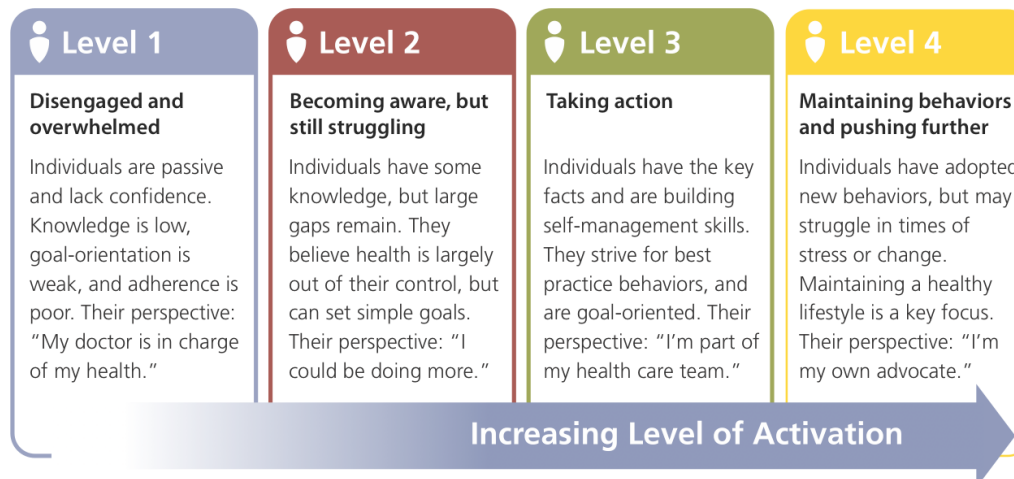 Level 1
Disengaged and
overwhelmed
Individuals are passive
and lack confidence.
Knowledge is low,
goal-orientation is
weak, and adherence is
poor. Their perspective:
“My doctor is in charge
of my health.”
Level 2
Becoming aware, but
still struggling
Individuals have some
knowledge, but large
gaps remain. They
believe health is largely
out of their control, but
can set simple goals.
Their perspective: “I
could be doing more.”
Level 3
Taking action
Individuals have the key
facts and are building
self-management skills.
They strive for best
practice behaviors, and
are goal-oriented. Their
perspective: “I’m part of
my health care team.”
Level 4
Maintaining behaviors
and pushing further
Individuals have adopted
new behaviors, but may
struggle in times of
stress or change.
Maintaining a healthy
lifestyle is a key focus.
Their perspective: “I’m
my own advocate.”
Increasing Level of Activation